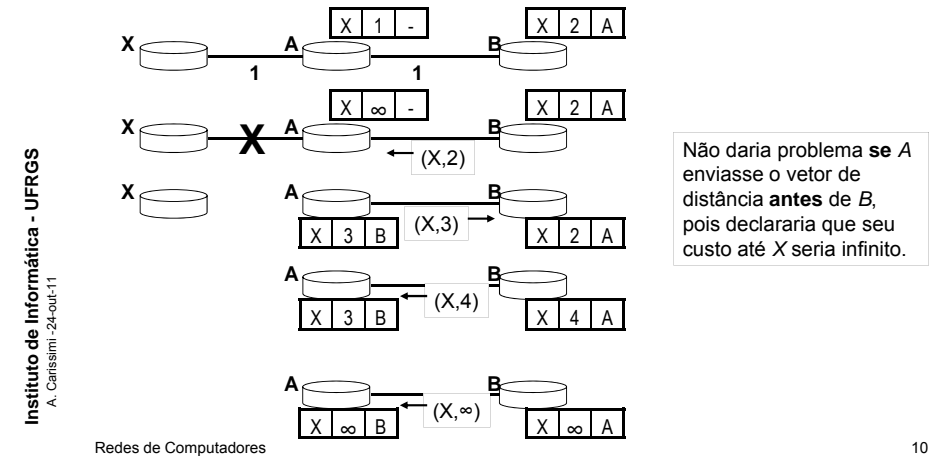 X 1 -
X 2 A
X
A
B
1
1
X ∞ -
X 2 A
X
X
A
B
(X,2)
X
A
B
(X,3)
X 3 B
X 2 A
A
B
(X,4)
X 3 B
X 4 A
A
B
(X,∞)
X ∞ B
X ∞ A
Não daria problema se A
enviasse o vetor de
distância antes de B,
pois declararia que seu
custo até X seria infinito.
Instituto de Informática - UFRGS
A. Carissimi -24-out-11
Redes de Computadores
10